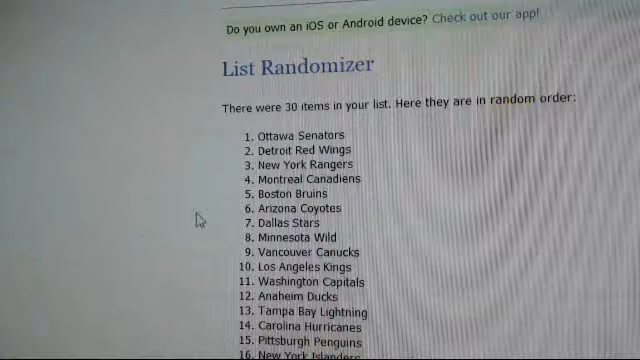 Do you own an iOS or Android device? Check out our app!
List Randomizer
There were 30 items in your list. Here they are in random order:
1. Ottawa Senators
2. Detroit Red Wings
3. New York Rangers
4. Montreal Canadiens
5. Boston Bruins
6. Arizona Coyotes
7. Dallas Stars
8. Minnesota Wild
9. Vancouver Canucks
10. Los Angeles Kings
11. Washington Capitals
12. Anaheim Ducks
13. Tampa Bay Lightning
14. Carolina Hurricanes
15. Pittsburgh Penguins
16. New York Islanders